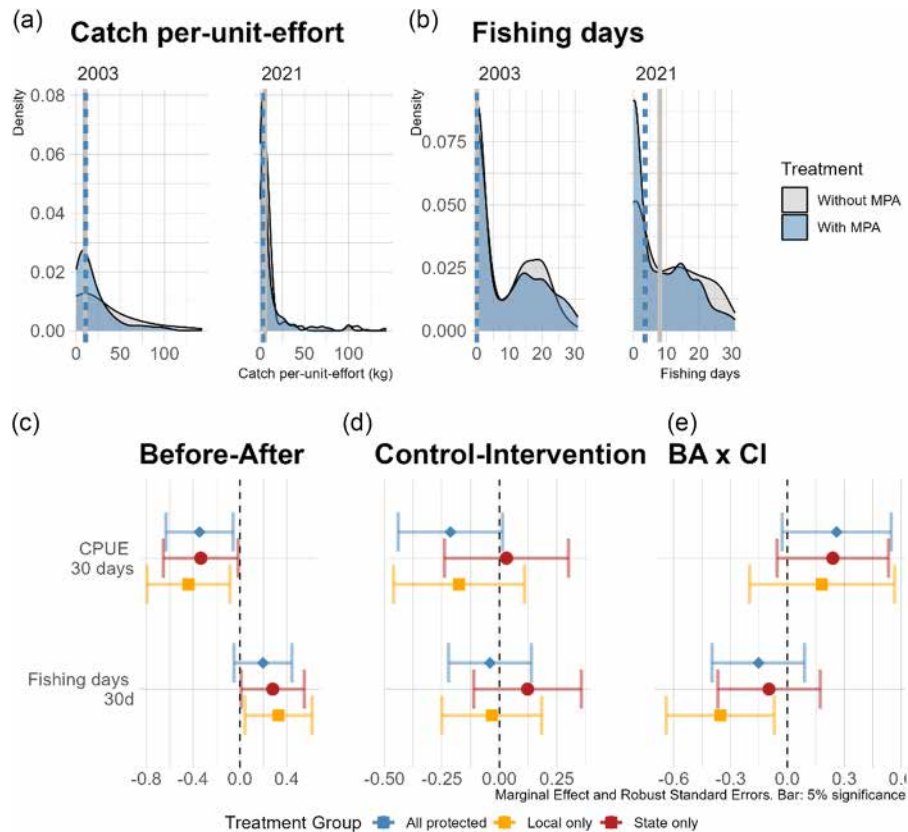 (a) Catch per-unit-effort
2003 2021
Density
0.08
0.06
0.04
0.02
0.00
0 50 100
0 50 100
Catch per-unit-effort (kg)
(b) Fishing days
2003 2021
Density
0.075
0.050
0.025
0.000
0 10 20 30
0 10 20 30
Fishing days
Treatment
Without MPA
With MPA
(c) Before-After
(d) Control-Intervention
(e) BA x CI
CPUE
30 days
Fishing days
30d
-0.8 -0.4 0.0 0.4
-0.50 -0.25 0.00 0.25
-0.6 -0.3 0.0 0.3 0.6
Marginal Effect and Robust Standard Errors. Bar: 5% significance
Treatment Group All protected Local only State only